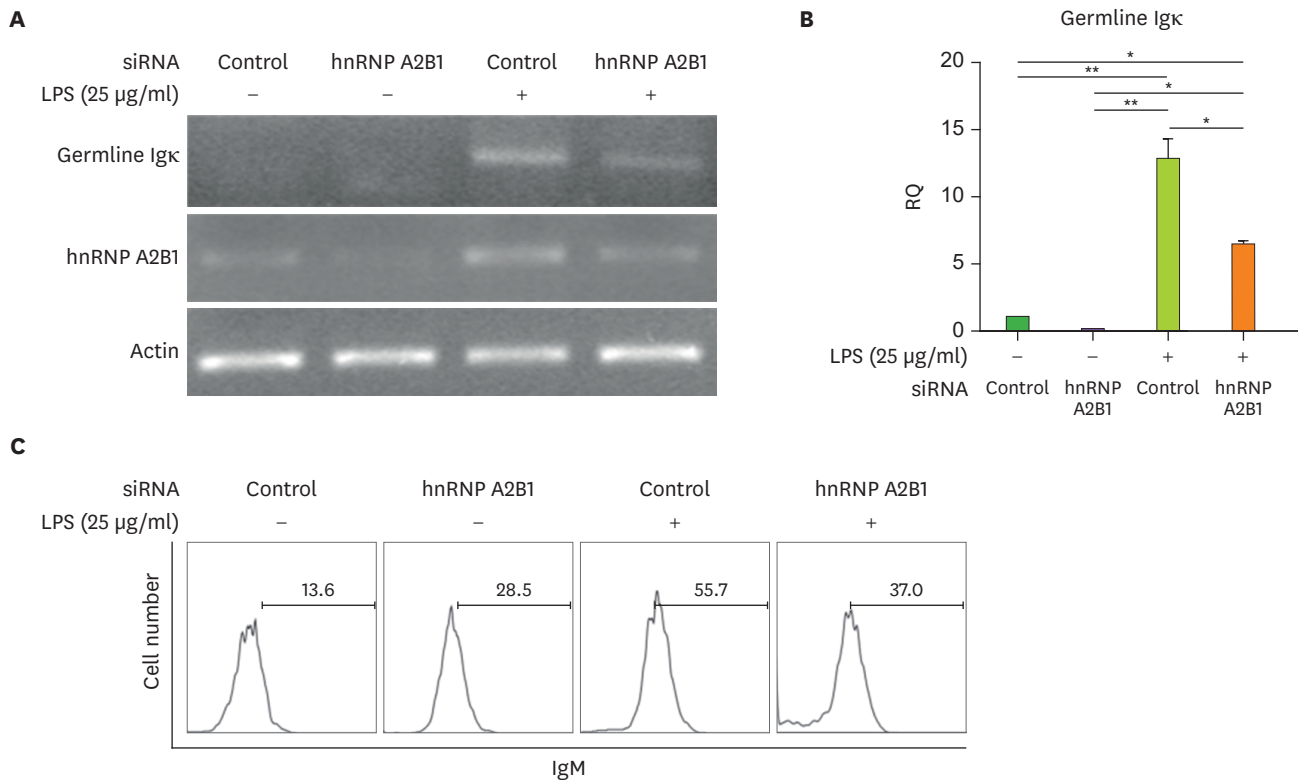 A
siRNA Control hnRNP A2B1 Control hnRNP A2B1
LPS (25 μg/ml) – – + +
Germline Igκ
hnRNP A2B1
Actin
B
Germline Igκ
20
15
10
5
0
RQ
*
**
*
**
*
LPS (25 μg/ml) – – + +
siRNA Control hnRNP Control hnRNP
A2B1 A2B1
C
siRNA Control hnRNP A2B1 Control hnRNP A2B1
LPS (25 μg/ml) – – + +
Cell number
13.6 28.5 55.7 37.0
IgM